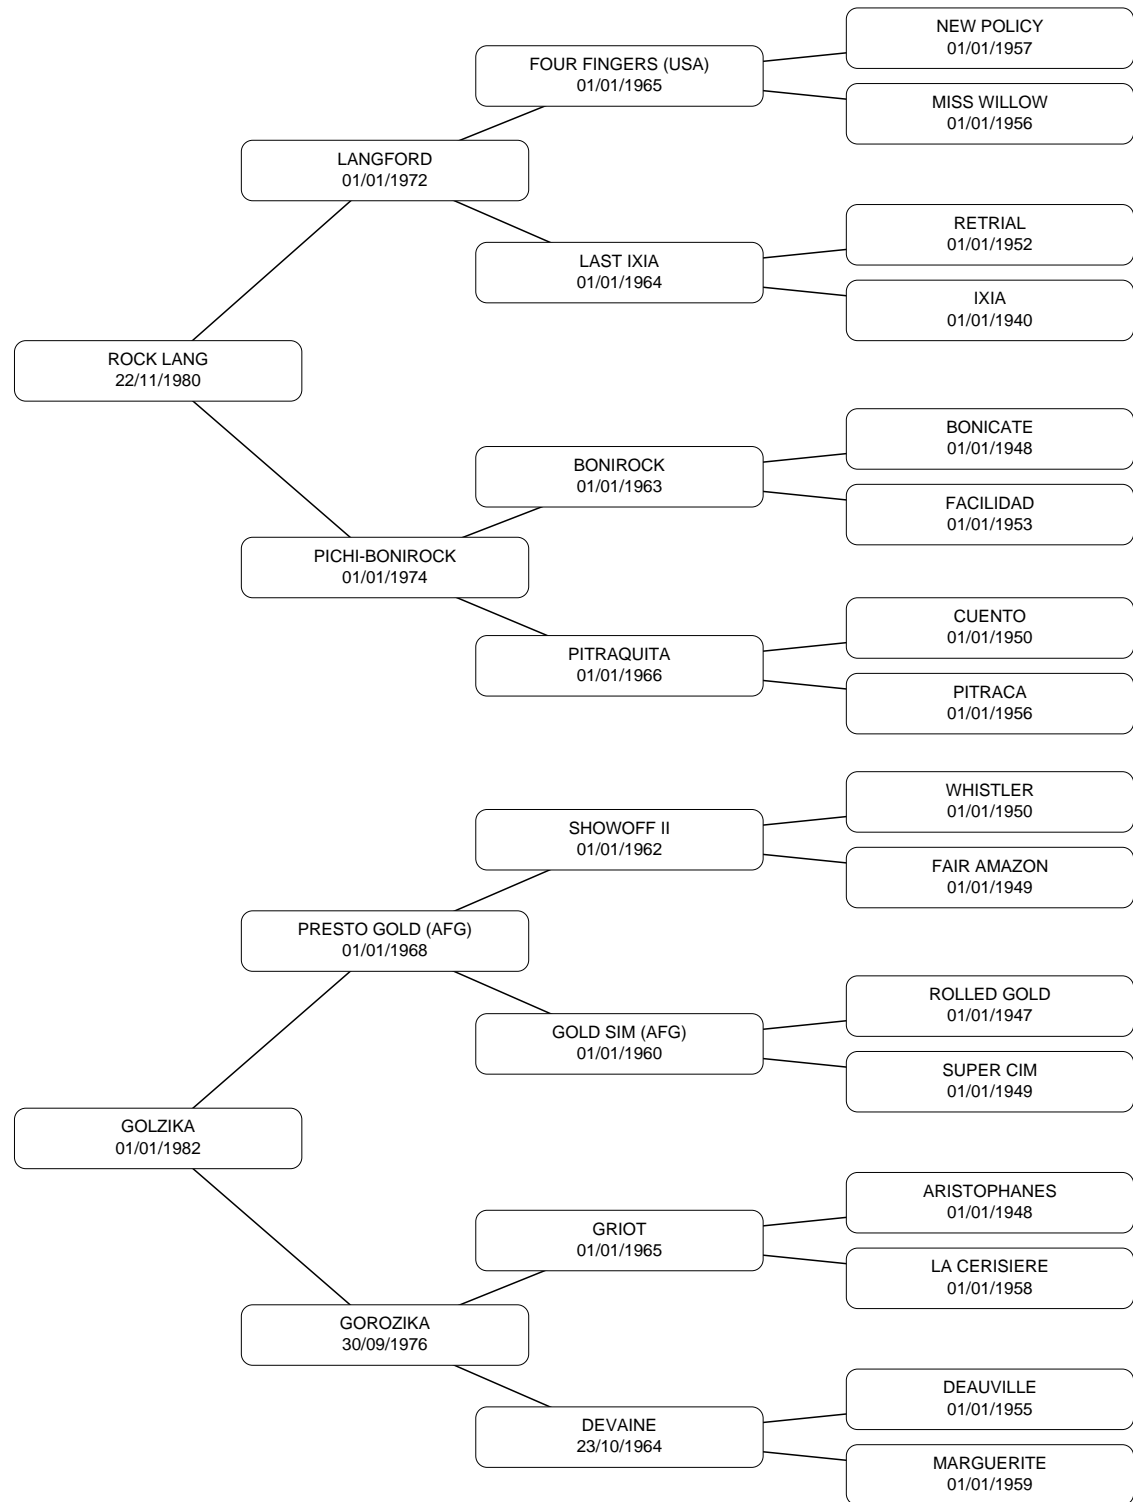 NEW POLICY
01/01/1957
FOUR FINGERS (USA)
01/01/1965
MISS WILLOW
01/01/1956
LANGFORD
01/01/1972
RETRIAL
01/01/1952
LAST IXIA
01/01/1964
IXIA
01/01/1940
ROCK LANG
22/11/1980
BONICATE
01/01/1948
BONIROCK
01/01/1963
FACILIDAD
01/01/1953
PICHI-BONIROCK
01/01/1974
CUENTO
01/01/1950
PITRAQUITA
01/01/1966
PITRACA
01/01/1956
WHISTLER
01/01/1950
SHOWOFF II
01/01/1962
FAIR AMAZON
01/01/1949
PRESTO GOLD (AFG)
01/01/1968
ROLLED GOLD
01/01/1947
GOLD SIM (AFG)
01/01/1960
SUPER CIM
01/01/1949
GOLZIKA
01/01/1982
ARISTOPHANES
01/01/1948
GRIOT
01/01/1965
LA CERISIERE
01/01/1958
GOROZIKA
30/09/1976
DEAUVILLE
01/01/1955
DEVAINE
23/10/1964
MARGUERITE
01/01/1959